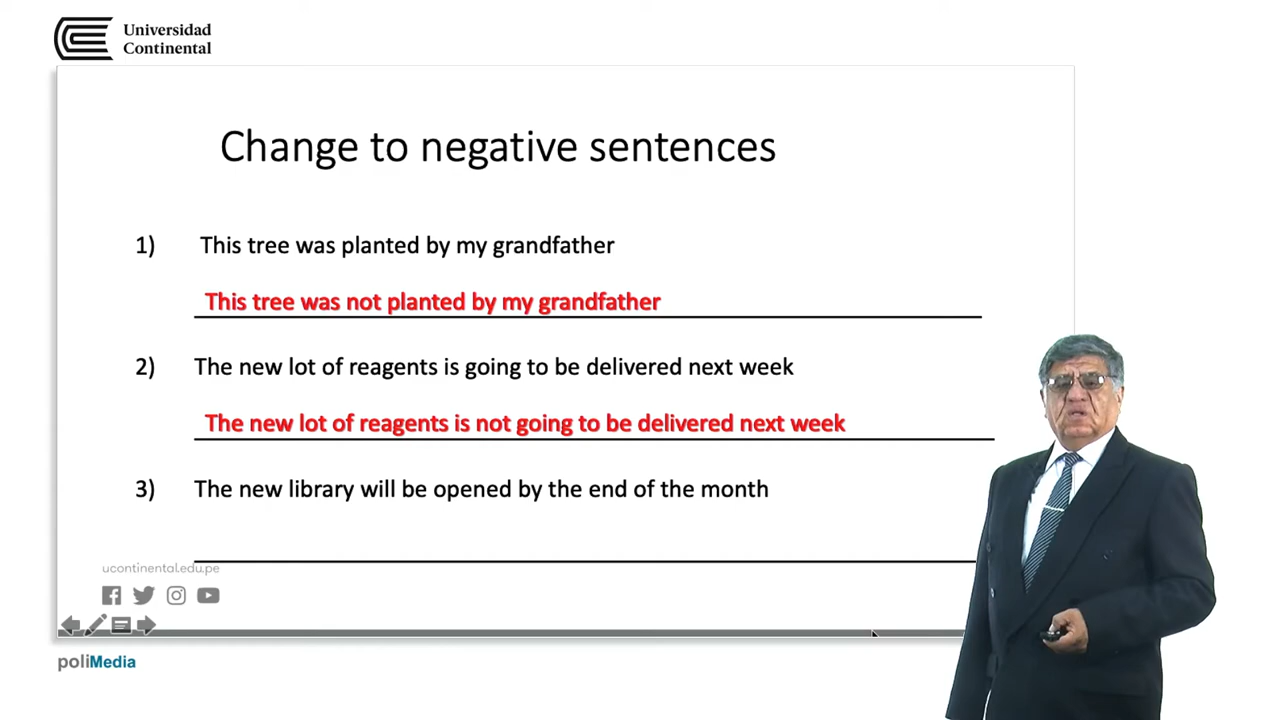 Universidad
Continental
Change to negative sentences
1) This tree was planted by my grandfather
This tree was not planted by my grandfather
2) The new lot of reagents is going to be delivered next week
The new lot of reagents is not going to be delivered next week
3) The new library will be opened by the end of the month
ucontinental.edu.pe
poliMedia